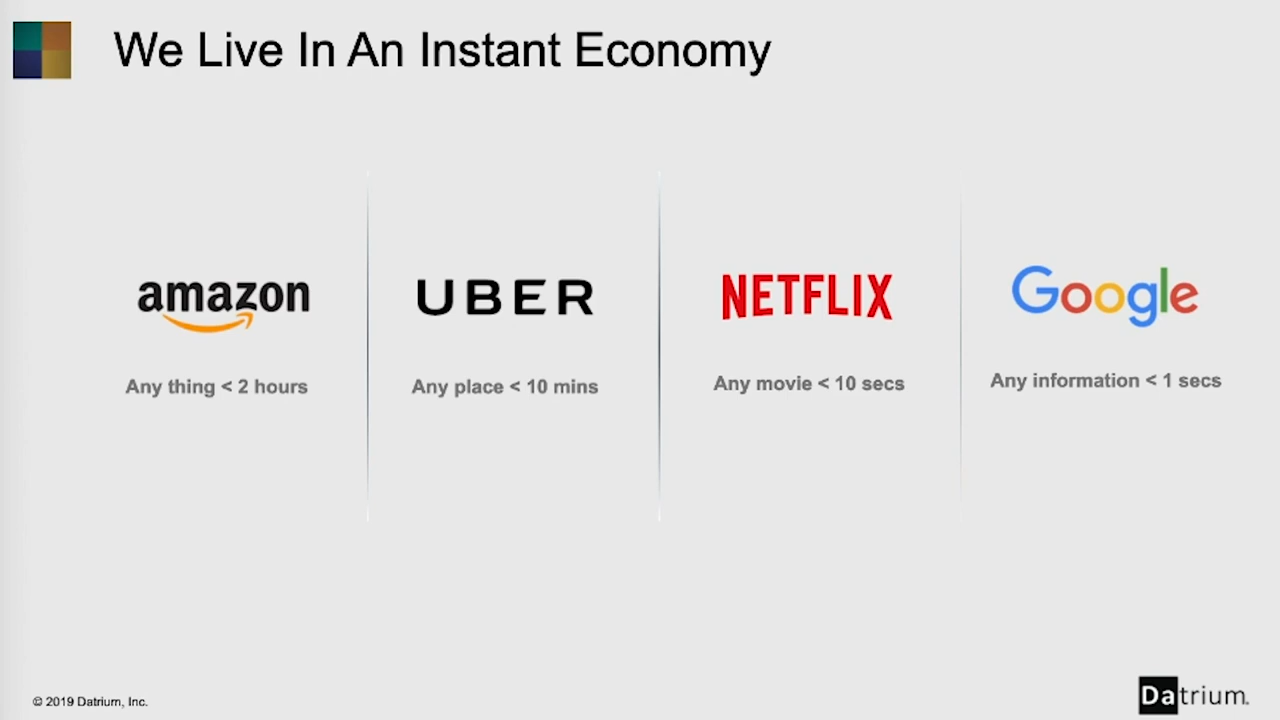 We Live In An Instant Economy
amazon
UBER
NETFLIX
Google
Any thing < 2 hours
Any place < 10 mins
Any movie < 10 secs
Any information < 1 secs
© 2019 Datrium, Inc.
Datrium.